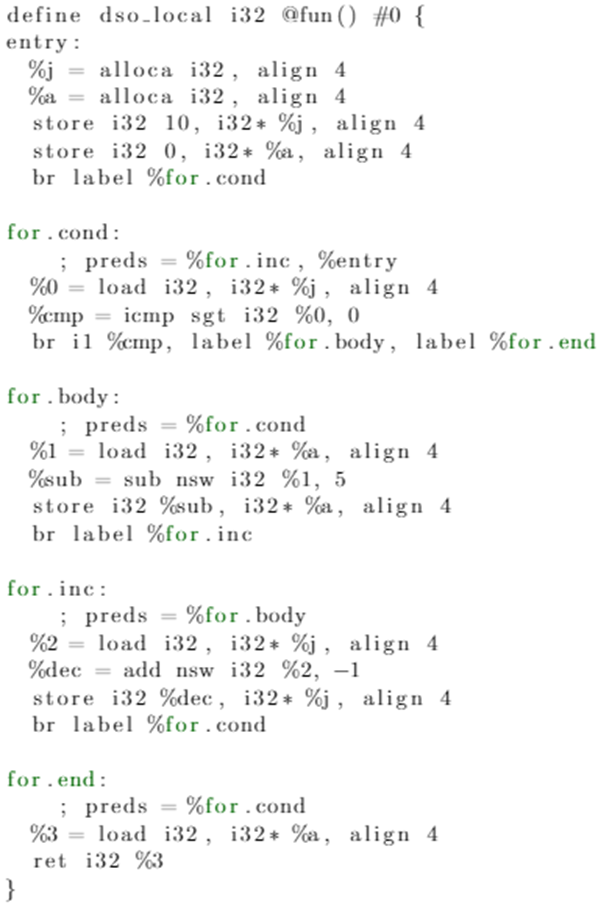 define dso_local i32 @fun() #0 {
entry:
%j = alloca i32, align 4
%a = alloca i32, align 4
store i32 10, i32* %j, align 4
store i32 0, i32* %a, align 4
br label %for.cond
for.cond:
; preds = %for.inc, %entry
%0 = load i32, i32* %j, align 4
%cmp = icmp sgt i32 %0, 0
br i1 %cmp, label %for.body, label %for.end
for.body:
; preds = %for.cond
%1 = load i32, i32* %a, align 4
%sub = sub nsw i32 %1, 5
store i32 %sub, i32* %a, align 4
br label %for.inc
for.inc:
; preds = %for.body
%2 = load i32, i32* %j, align 4
%dec = add nsw i32 %2, −1
store i32 %dec, i32* %j, align 4
br label %for.cond
for.end:
; preds = %for.cond
%3 = load i32, i32* %a, align 4
ret i32 %3
}